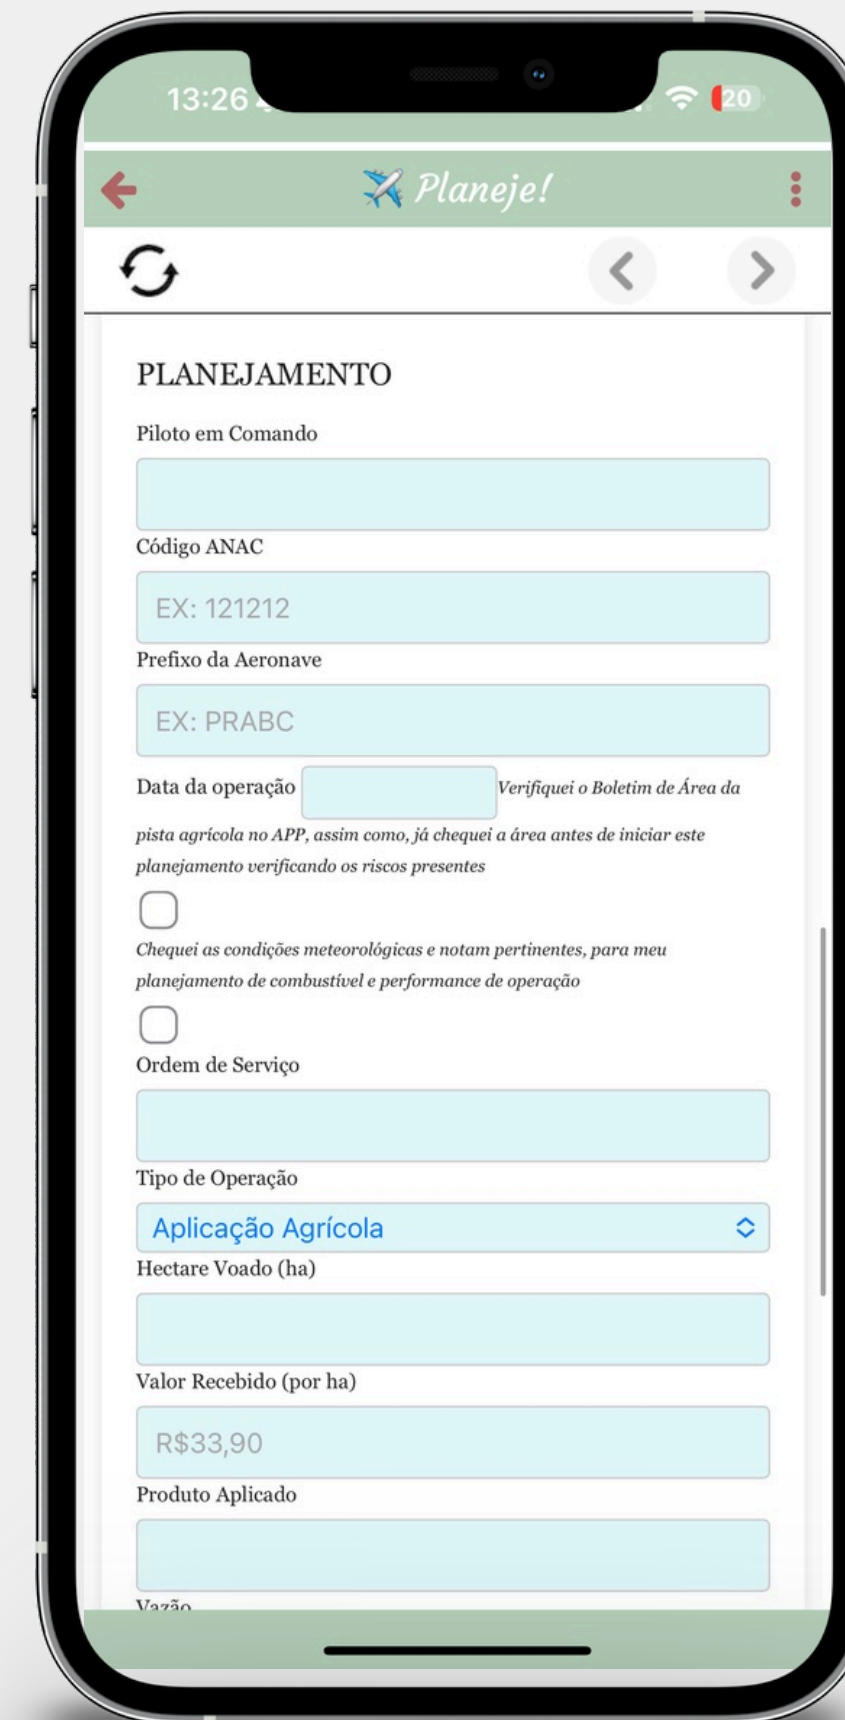 13:26
20
Planeje!
PLANEJAMENTO
Piloto em Comando
Código ANAC
EX: 121212
Prefixo da Aeronave
EX: PRABC
Data da operação Verifiquei o Boletim de Área da
pista agrícola no APP, assim como, já chequei a área antes de iniciar este
planejamento verificando os riscos presentes
Chequei as condições meteorológicas e notam pertinentes, para meu
planejamento de combustível e performance de operação
Ordem de Serviço
Tipo de Operação
Aplicação Agrícola
Hectare Voado (ha)
Valor Recebido (por ha)
R$33,90
Produto Aplicado
Vazão